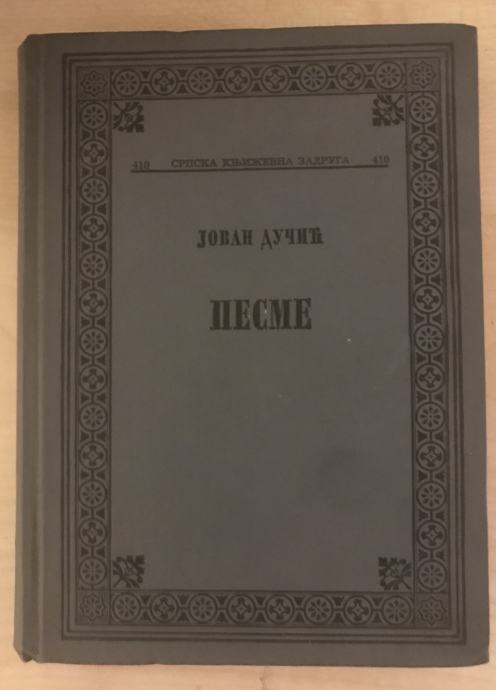 410 СРПСКА КЊИЖЕВНА ЗАДРУГА 410
ЈОВАН ДУЧИЋ
ПЕСМЕ